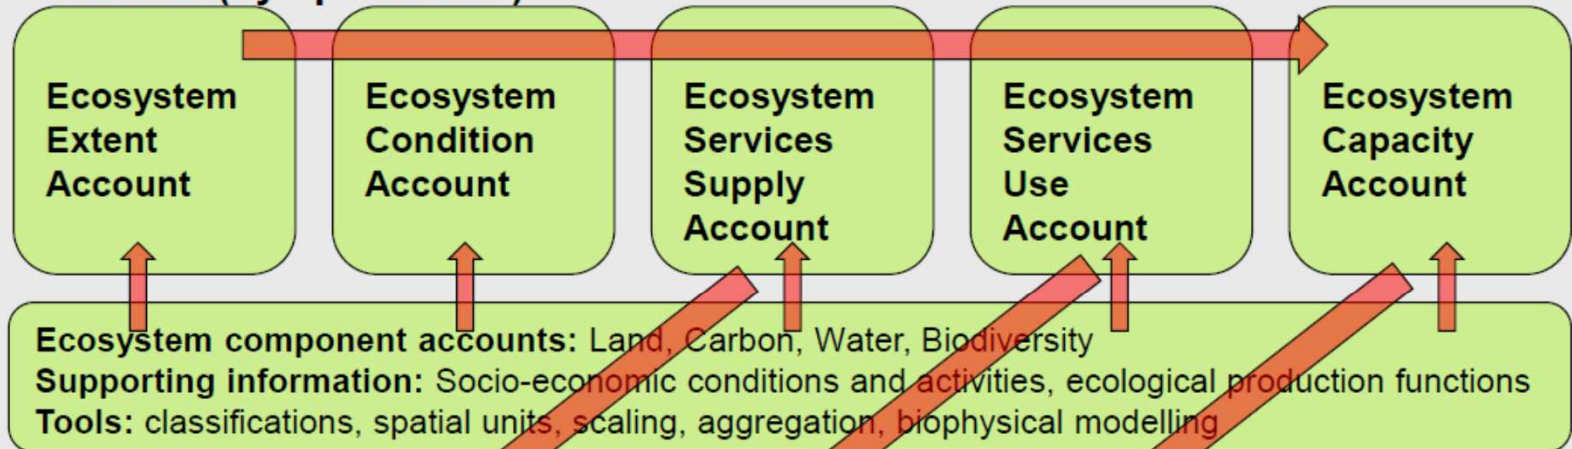 Ecosystem
Extent
Account
Ecosystem
Condition
Account
Ecosystem
Services
Supply
Account
Ecosystem
Services
Use
Account
Ecosystem
Capacity
Account
Ecosystem component accounts: Land, Carbon, Water, Biodiversity
Supporting information: Socio-economic conditions and activities, ecological production functions
Tools: classifications, spatial units, scaling, aggregation, biophysical modelling